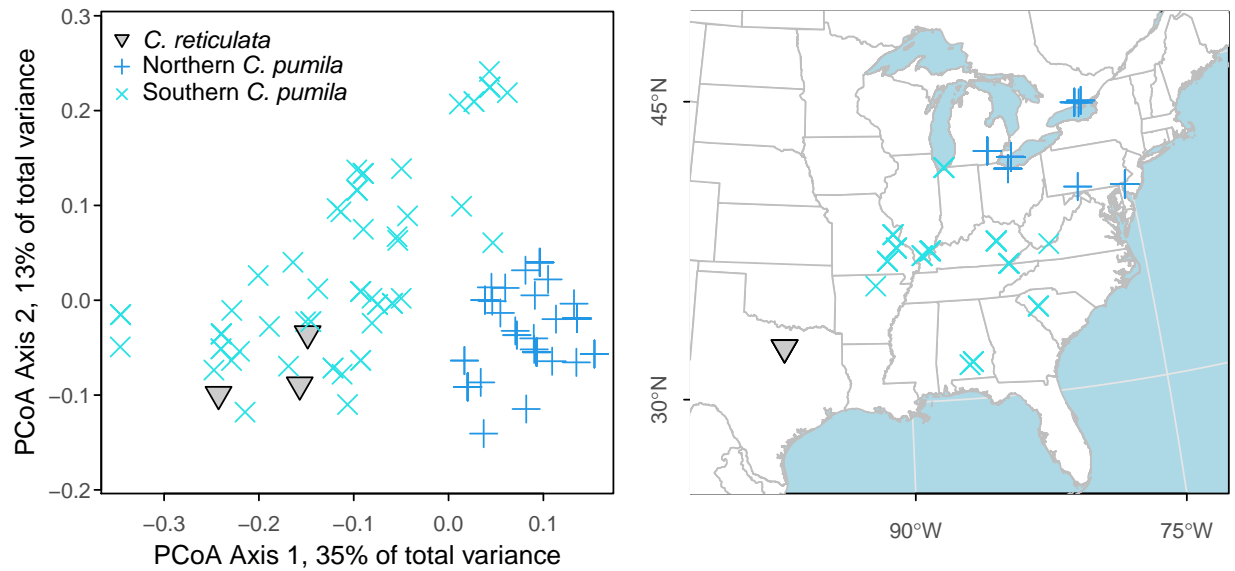 0.3
0.2
0.1
0.0
−0.1
−0.2
PCoA Axis 2, 13% of total variance
C. reticulata
Northern C. pumila
Southern C. pumila
−0.3
−0.2
−0.1
0.0
0.1
PCoA Axis 1, 35% of total variance
45°N
30°N
90°W
75°W